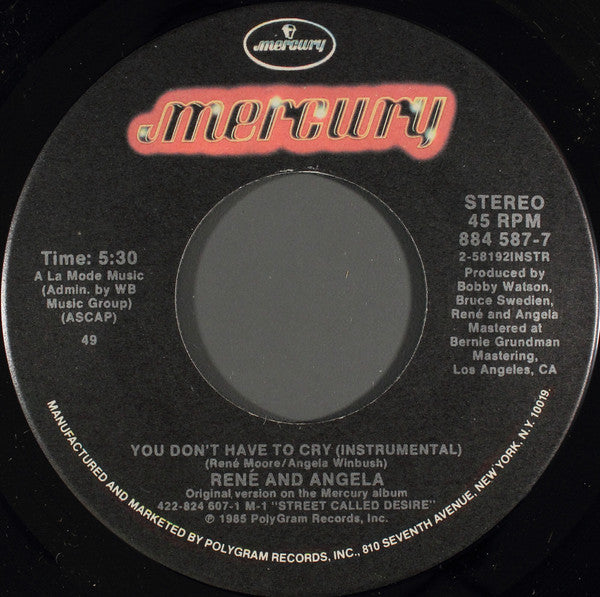 mercury
mercury
STEREO
45 RPM
884 587-7
2-58192INSTR
Produced by
Bobby Watson,
Bruce Swedien,
René and Angela
Mastered at
Bernie Grundman
Mastering,
Los Angeles, CA
Time: 5:30
A La Mode Music
(Admin. by WB
Music Group)
(ASCAP)
49
YOU DON'T HAVE TO CRY (INSTRUMENTAL)
(René Moore/Angela Winbush)
RENÉ AND ANGELA
Original version on the Mercury album
422-824 607-1 M-1 "STREET CALLED DESIRE"
℗ 1985 PolyGram Records, Inc.
MANUFACTURED AND MARKETED BY POLYGRAM RECORDS, INC., 810 SEVENTH AVENUE, NEW YORK, N.Y. 10019.